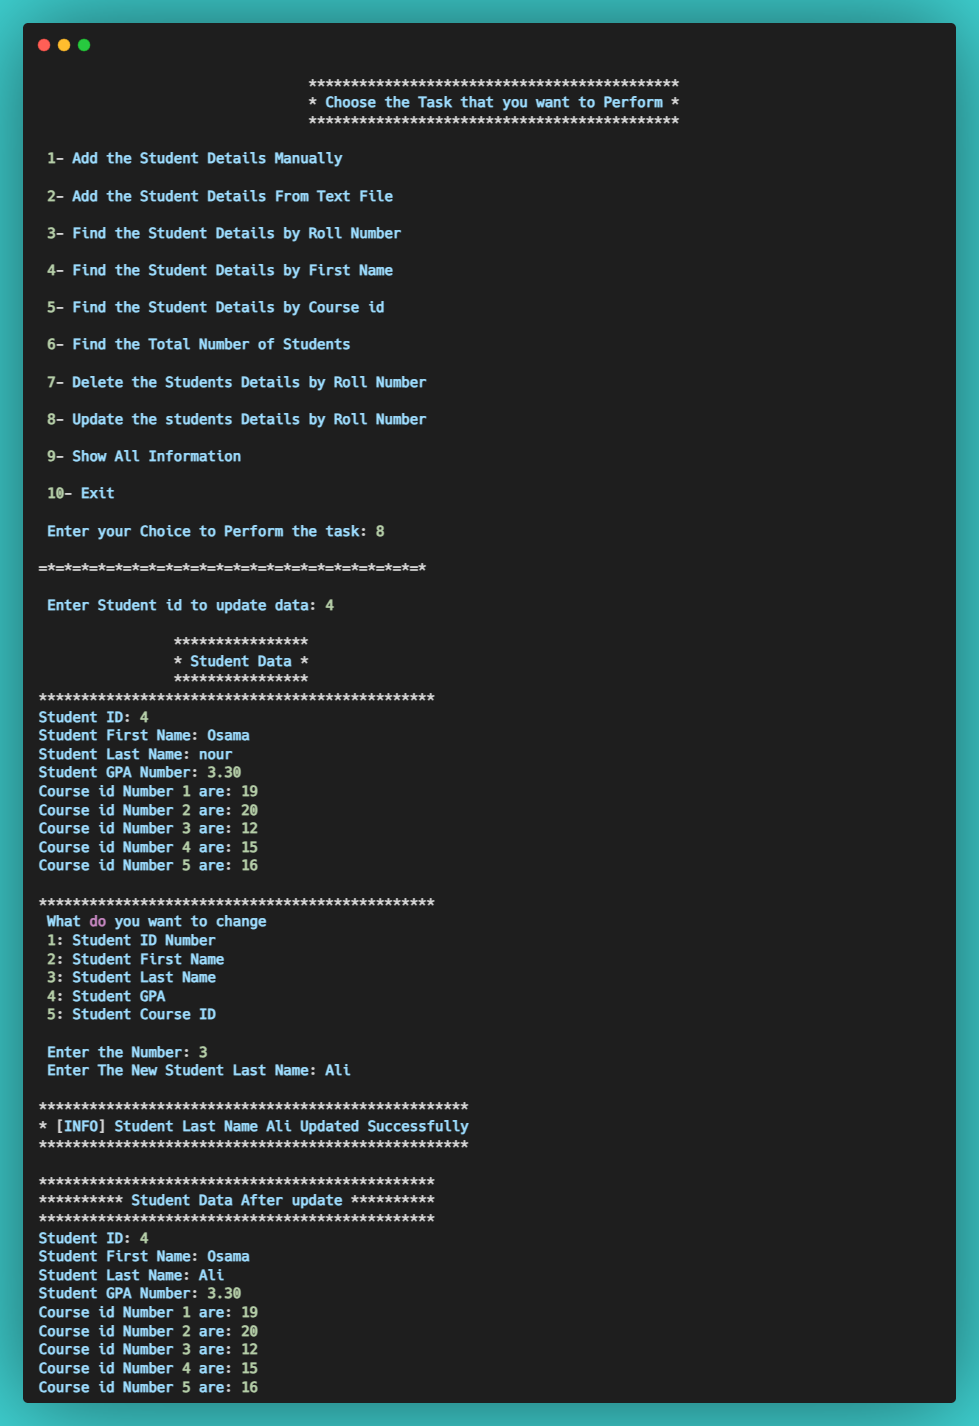 ********************************************
* Choose the Task that you want to Perform *
********************************************
1- Add the Student Details Manually
2- Add the Student Details From Text File
3- Find the Student Details by Roll Number
4- Find the Student Details by First Name
5- Find the Student Details by Course id
6- Find the Total Number of Students
7- Delete the Students Details by Roll Number
8- Update the students Details by Roll Number
9- Show All Information
10- Exit
Enter your Choice to Perform the task: 8
=*=*=*=*=*=*=*=*=*=*=*=*=*=*=*=*=*=*=*=*=*=*=*
Enter Student id to update data: 4
****************
* Student Data *
****************
***********************************************
Student ID: 4
Student First Name: Osama
Student Last Name: nour
Student GPA Number: 3.30
Course id Number 1 are: 19
Course id Number 2 are: 20
Course id Number 3 are: 12
Course id Number 4 are: 15
Course id Number 5 are: 16
***********************************************
What do you want to change
1: Student ID Number
2: Student First Name
3: Student Last Name
4: Student GPA
5: Student Course ID
Enter the Number: 3
Enter The New Student Last Name: Ali
***************************************************
* [INFO] Student Last Name Ali Updated Successfully
***************************************************
***********************************************
********** Student Data After update **********
***********************************************
Student ID: 4
Student First Name: Osama
Student Last Name: Ali
Student GPA Number: 3.30
Course id Number 1 are: 19
Course id Number 2 are: 20
Course id Number 3 are: 12
Course id Number 4 are: 15
Course id Number 5 are: 16